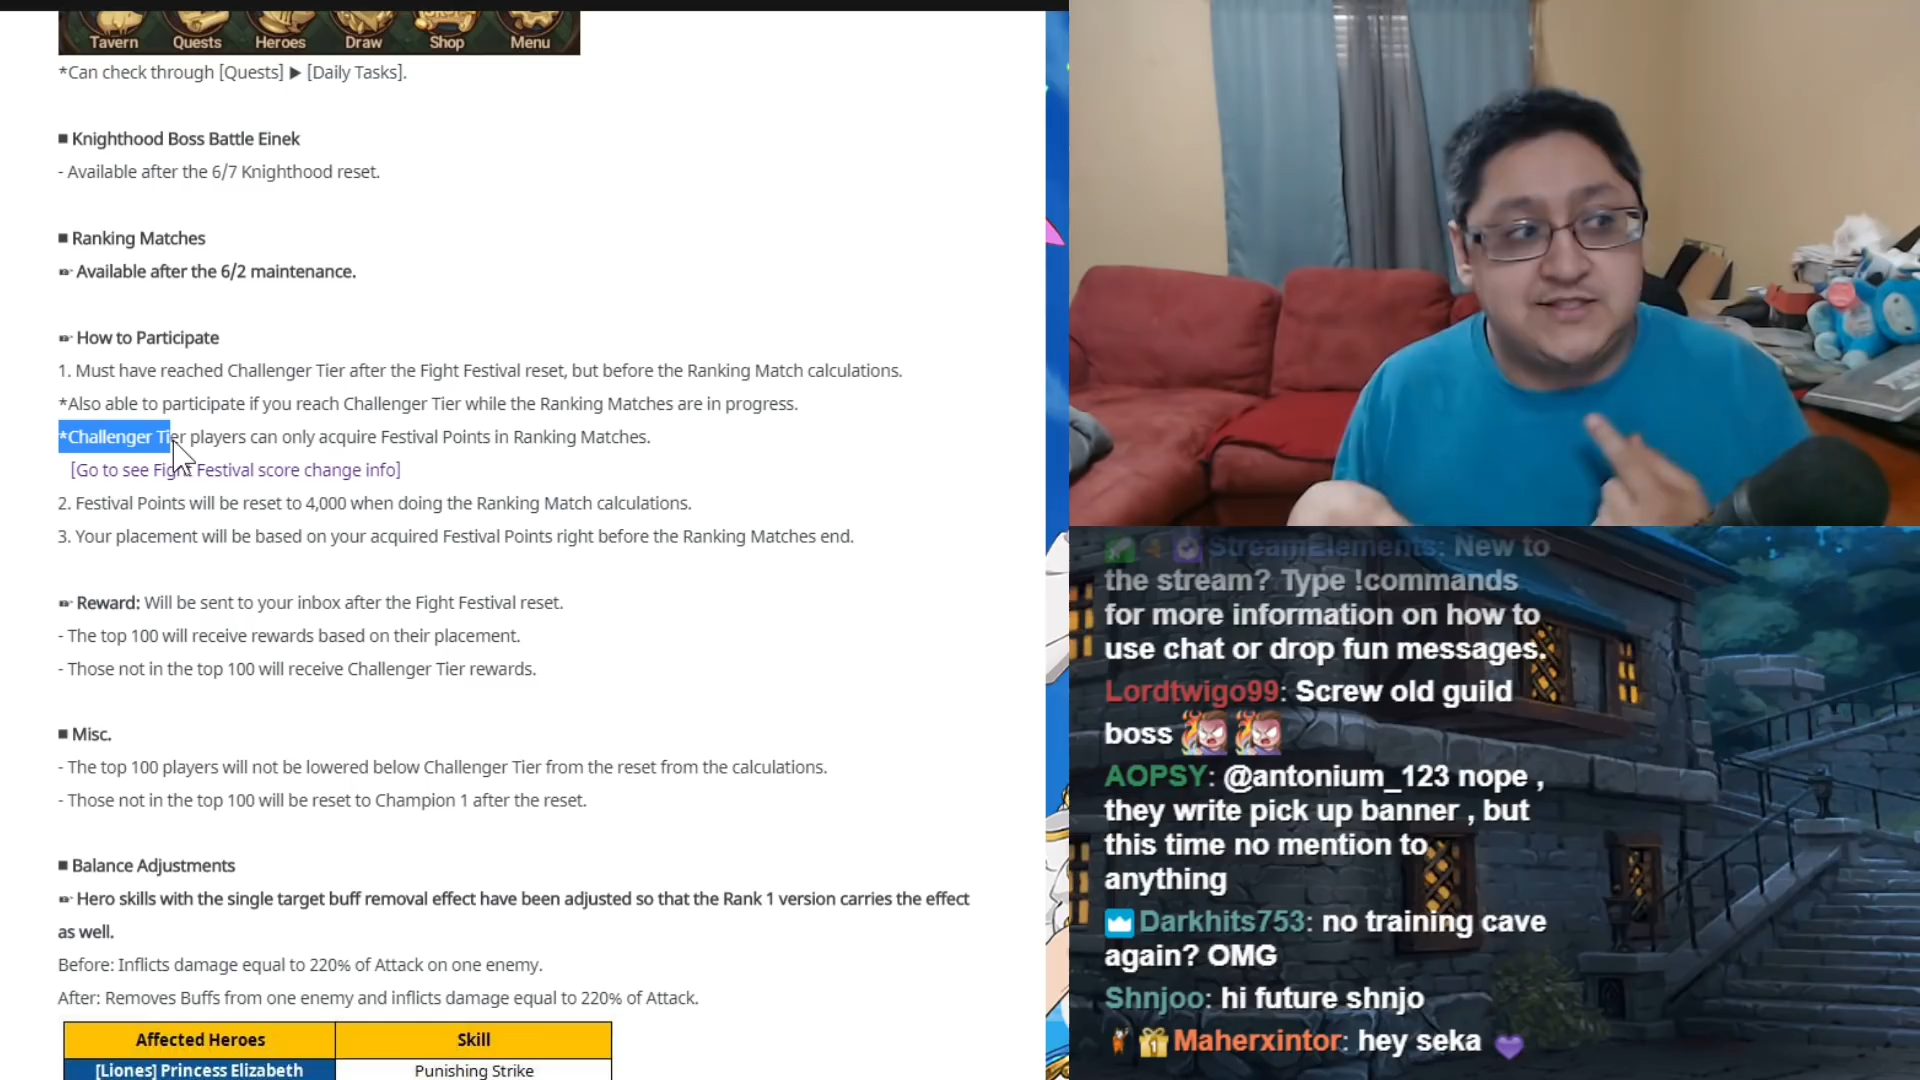 Tavern Quests Heroes Draw Shop Menu
*Can check through [Quests] ▶ [Daily Tasks].
■ Knighthood Boss Battle Einek
- Available after the 6/7 Knighthood reset.
■ Ranking Matches
☞ Available after the 6/2 maintenance.
☞ How to Participate
1. Must have reached Challenger Tier after the Fight Festival reset, but before the Ranking Match calculations.
*Also able to participate if you reach Challenger Tier while the Ranking Matches are in progress.
*Challenger Tier players can only acquire Festival Points in Ranking Matches.
[Go to see Fight Festival score change info]
2. Festival Points will be reset to 4,000 when doing the Ranking Match calculations.
3. Your placement will be based on your acquired Festival Points right before the Ranking Matches end.
☞ Reward: Will be sent to your inbox after the Fight Festival reset.
- The top 100 will receive rewards based on their placement.
- Those not in the top 100 will receive Challenger Tier rewards.
■ Misc.
- The top 100 players will not be lowered below Challenger Tier from the reset from the calculations.
- Those not in the top 100 will be reset to Champion 1 after the reset.
■ Balance Adjustments
☞ Hero skills with the single target buff removal effect have been adjusted so that the Rank 1 version carries the effect
as well.
Before: Inflicts damage equal to 220% of Attack on one enemy.
After: Removes Buffs from one enemy and inflicts damage equal to 220% of Attack.
Affected Heroes Skill
[Liones] Princess Elizabeth Punishing Strike
StreamElements: New to
the stream? Type !commands
for more information on how to
use chat or drop fun messages.
Lordtwigo99: Screw old guild
boss
AOPSY: @antonium_123 nope ,
they write pick up banner , but
this time no mention to
anything
Darkhits753: no training cave
again? OMG
Shnjoo: hi future shnjo
Maherxintor: hey seka